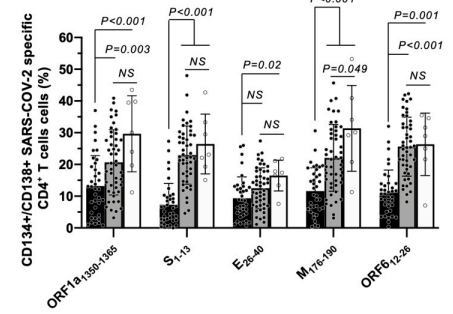 P<0.001
P<0.001
P=0.003
NS
P<0.001
NS
P=0.02
NS
NS
P=0.049
P<0.001
P<0.001
NS
CD134+/CD138+ SARS-COV-2 specific
CD4+ T cells cells (%)
60
50
40
30
20
10
0
ORF1a1350-1365
S1-13
E26-40
M176-190
ORF612-26